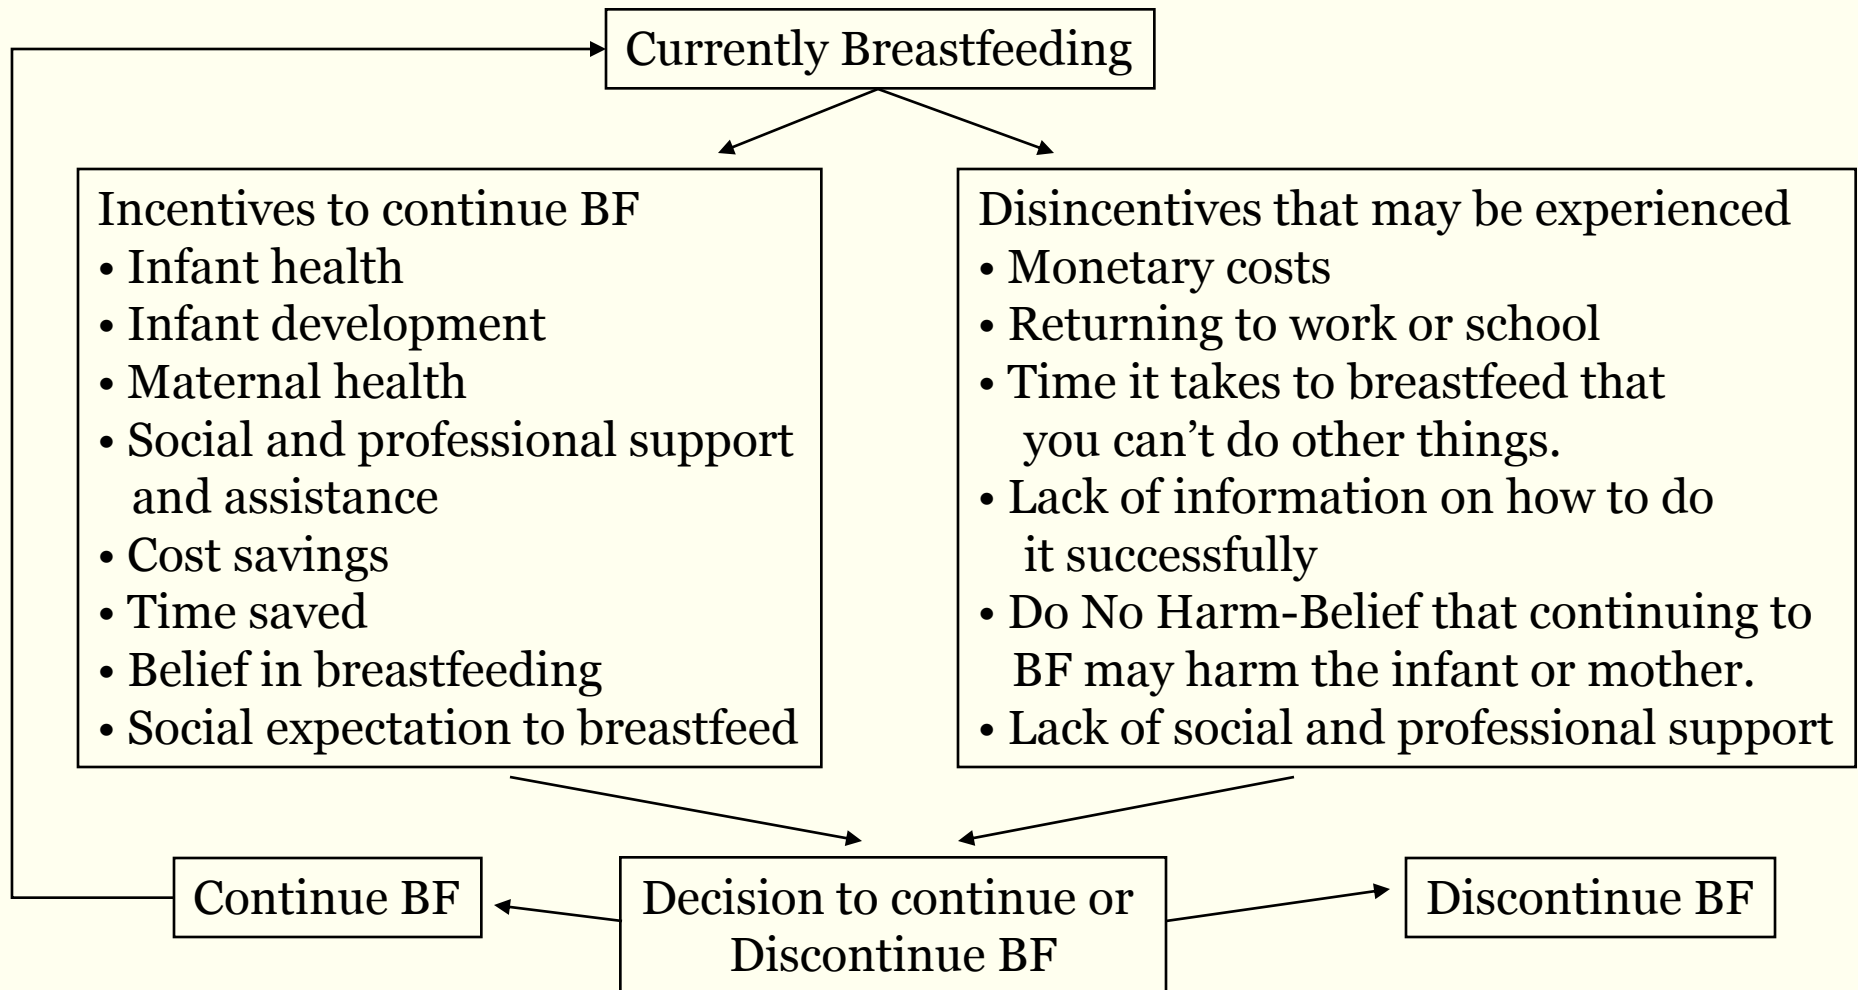 Currently Breastfeeding
Incentives to continue BF
• Infant health
• Infant development
• Maternal health
• Social and professional support
and assistance
• Cost savings
• Time saved
• Belief in breastfeeding
• Social expectation to breastfeed
Disincentives that may be experienced
• Monetary costs
• Returning to work or school
• Time it takes to breastfeed that
you can’t do other things.
• Lack of information on how to do
it successfully
• Do No Harm-Belief that continuing to
BF may harm the infant or mother.
• Lack of social and professional support
Continue BF
Decision to continue or
Discontinue BF
Discontinue BF